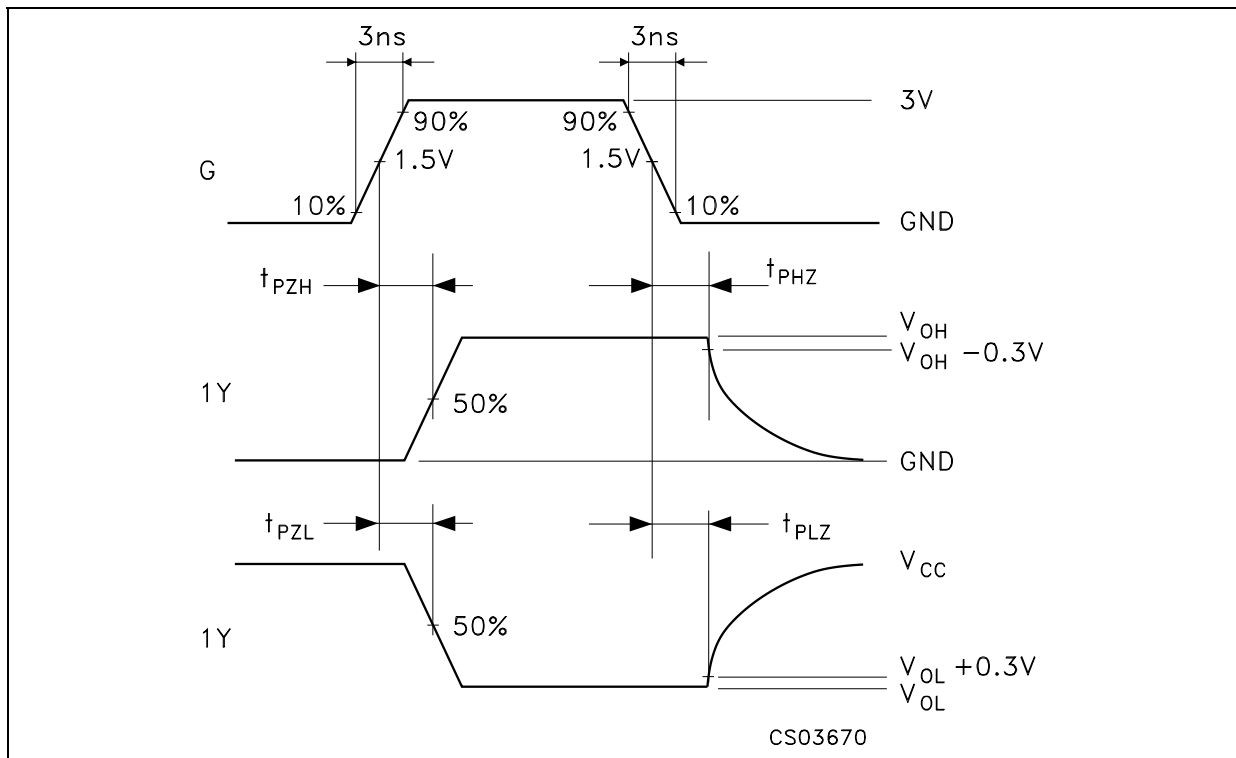 3ns 3ns
3V
90% 90%
G 1.5V 1.5V
10% 10%
GND
tPZH tPHZ
VOH
VOH -0.3V
1Y 50%
GND
tPZL tPLZ
VCC
1Y 50%
VOL +0.3V
VOL
CS03670